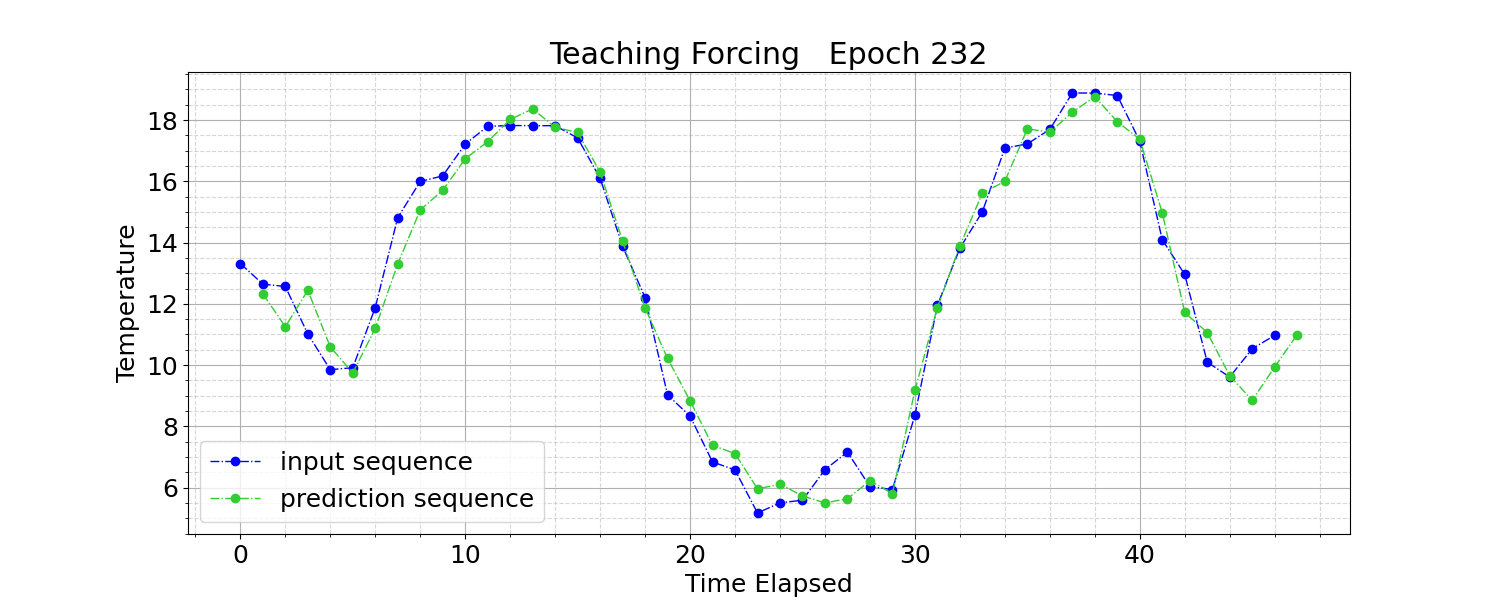 Teaching Forcing   Epoch 232
Temperature
18
16
14
12
10
8
6
input sequence
prediction sequence
0 10 20 30 40
Time Elapsed